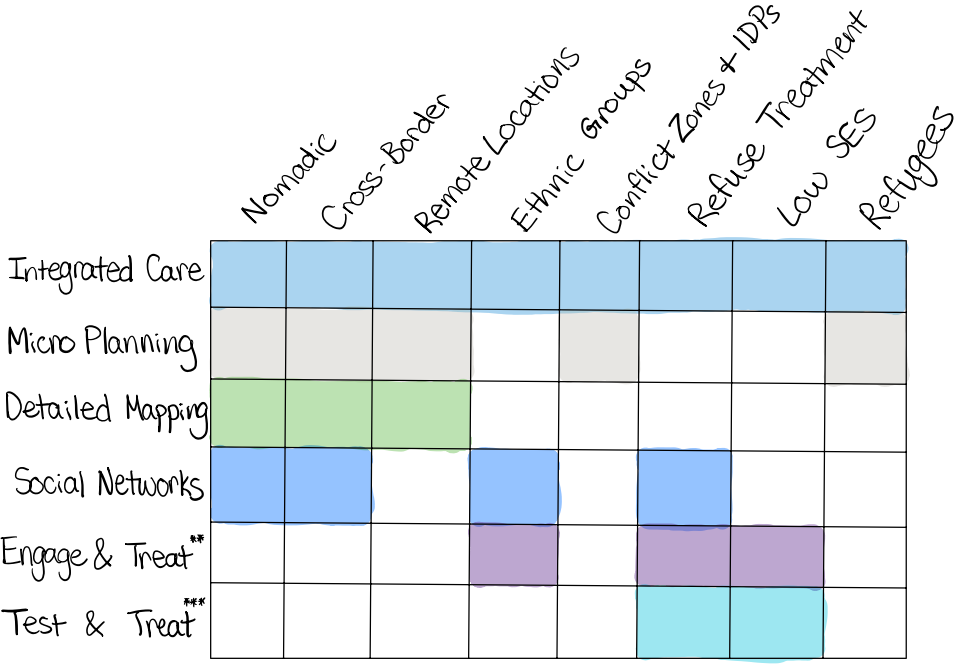 Nomadic
Cross-Border
Remote Locations
Ethnic Groups
Conflict Zones & IDPs
Refuse Treatment
Low SES
Refugees
Integrated Care
Micro Planning
Detailed Mapping
Social Networks
Engage & Treat**
Test & Treat***